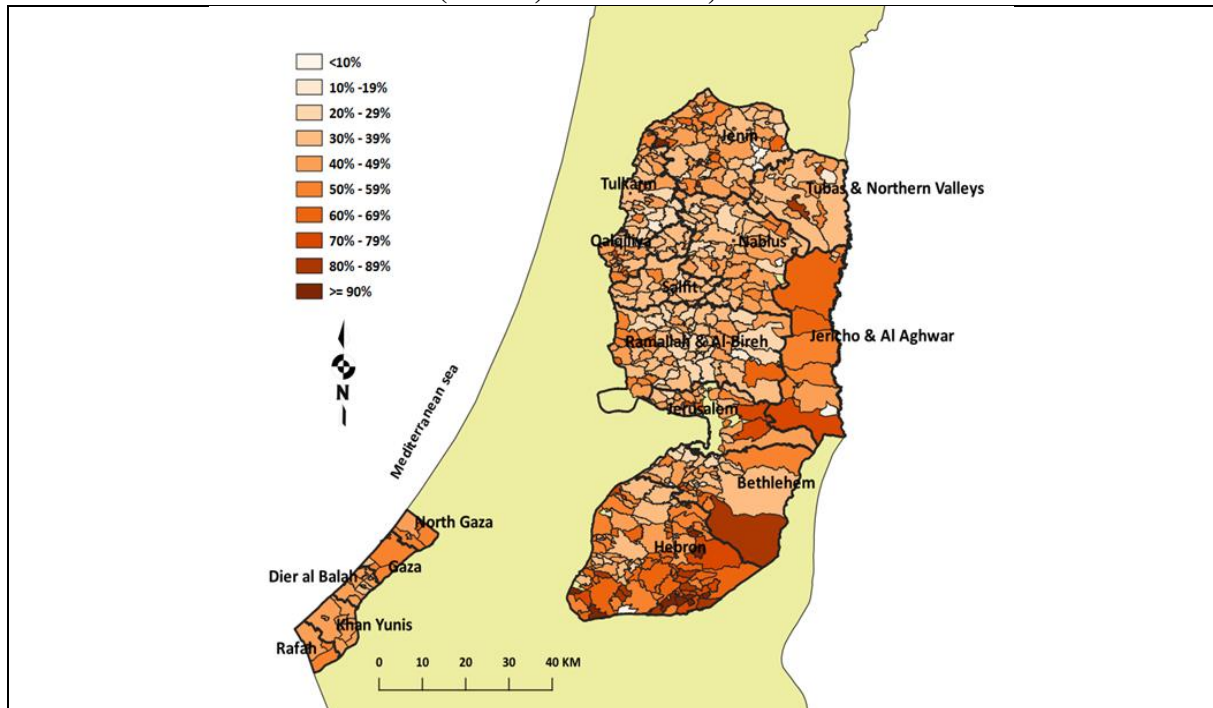 <10%
10% -19%
20% - 29%
30% - 39%
40% - 49%
50% - 59%
60% - 69%
70% - 79%
80% - 89%
>= 90%
N
Mediterranean sea
Jenin
Tulkarm
Tubas & Northern Valleys
Qalqiliya
Nablus
Salfit
Ramallah & Al-Bireh
Jericho & Al Aghwar
Jerusalem
Bethlehem
Hebron
North Gaza
Gaza
Dier al Balah
Khan Yunis
Rafah
0 10 20 30 40 KM